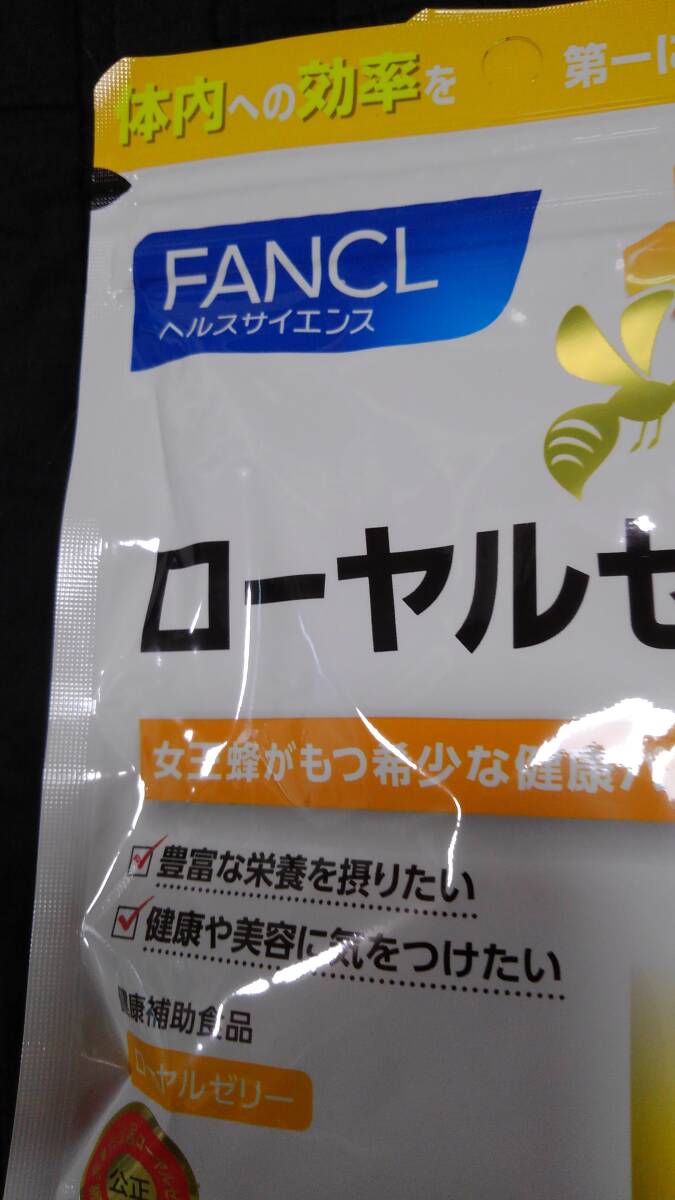 体内への効率を 第一に
FANCL
ヘルスサイエンス
ローヤルゼ
女王蜂がもつ希少な健康パ
豊富な栄養を摂りたい
健康や美容に気をつけたい
健康補助食品
ローヤルゼリー
公正